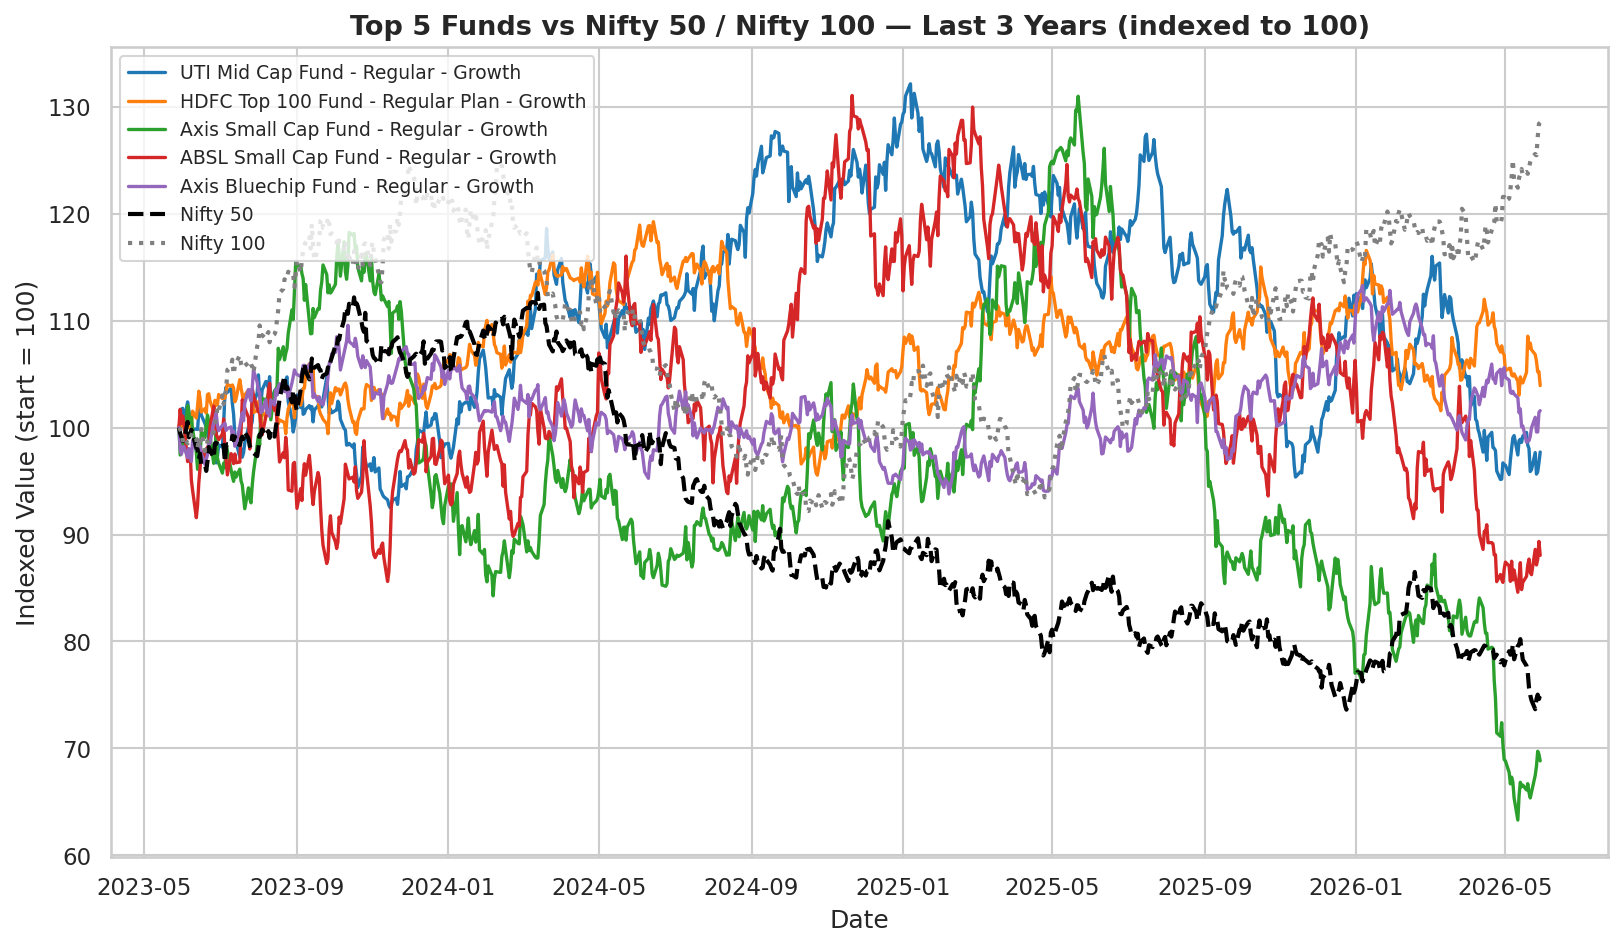 Top 5 Funds vs Nifty 50 / Nifty 100 — Last 3 Years (indexed to 100)
UTI Mid Cap Fund - Regular - Growth
HDFC Top 100 Fund - Regular Plan - Growth
Axis Small Cap Fund - Regular - Growth
ABSL Small Cap Fund - Regular - Growth
Axis Bluechip Fund - Regular - Growth
Nifty 50
Nifty 100
Indexed Value (start = 100)
130
120
110
100
90
80
70
60
2023-05 2023-09 2024-01 2024-05 2024-09 2025-01 2025-05 2025-09 2026-01 2026-05
Date